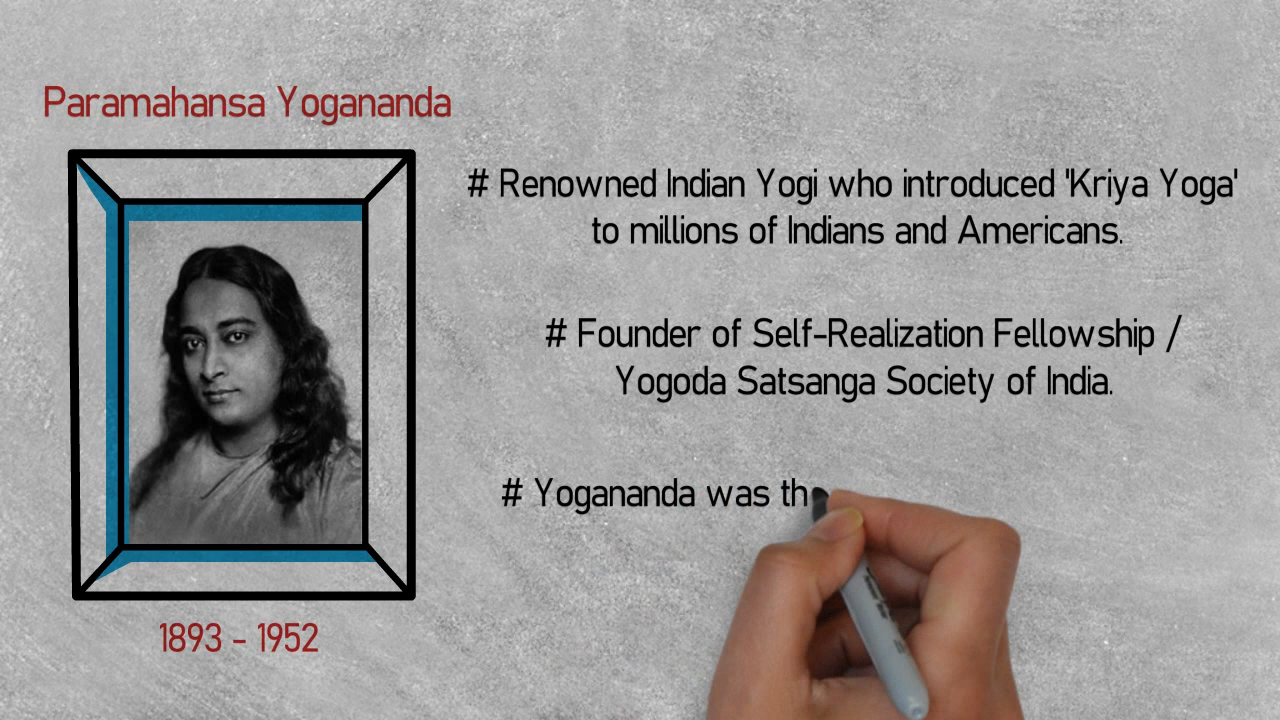 Paramahansa Yogananda
# Renowned Indian Yogi who introduced 'Kriya Yoga'
to millions of Indians and Americans.
# Founder of Self-Realization Fellowship /
Yogoda Satsanga Society of India.
# Yogananda was th
1893 - 1952